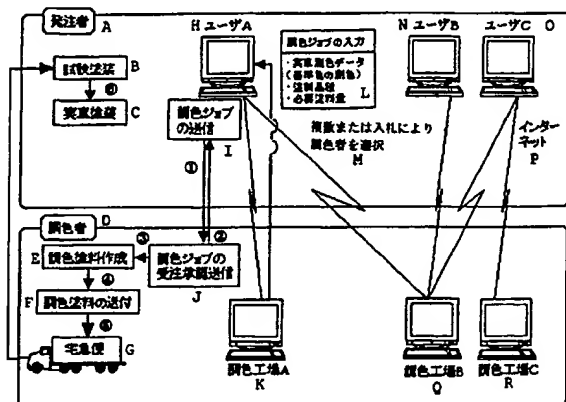 発注者 A
H ユーザA
N ユーザB
ユーザC O
試験塗装 B
⑥
実車塗装 C
調色ジョブの入力
・実車測色データ
(基準色の測色)
・塗料品種
・必要塗料量
L
調色ジョブ
の送信
I
①
複数または入札により
調色者を選択
M
インター
ネット
P
調色者 D
②
③
E 調色塗料作成
調色ジョブの
受注承認送信
J
④
F 調色塗料の送付
⑤
宅急便 G
調色工場A
K
調色工場B
Q
調色工場C
R